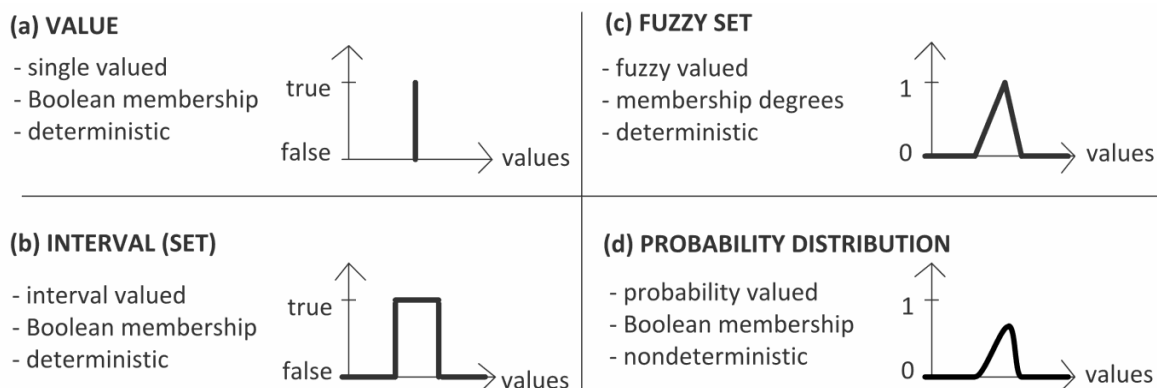 (a) VALUE
- single valued
- Boolean membership
- deterministic
true
false
values
(c) FUZZY SET
- fuzzy valued
- membership degrees
- deterministic
1
0
values
(b) INTERVAL (SET)
- interval valued
- Boolean membership
- deterministic
true
false
values
(d) PROBABILITY DISTRIBUTION
- probability valued
- Boolean membership
- nondeterministic
1
0
values